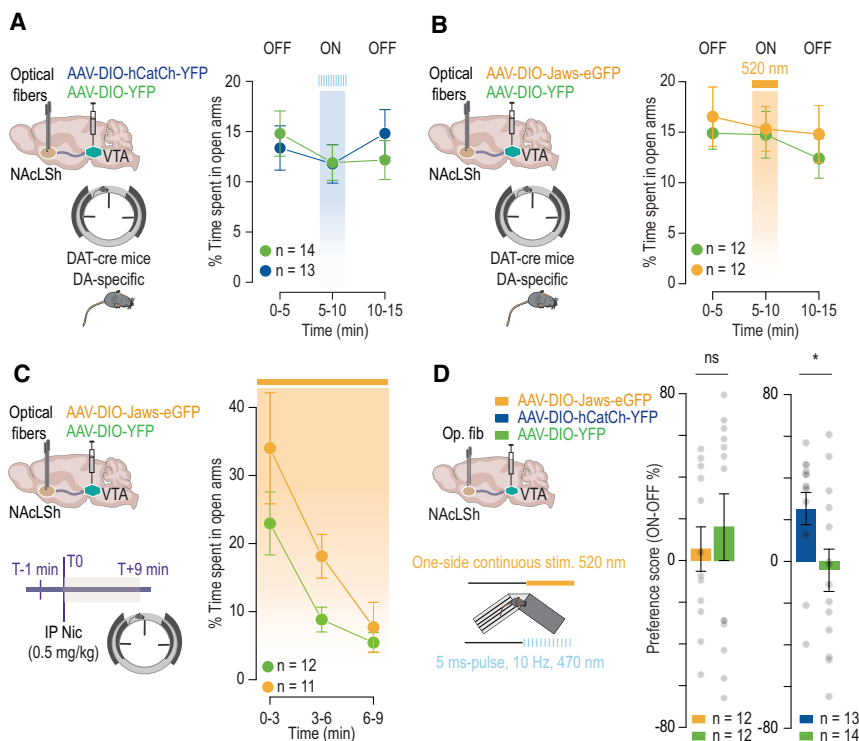 A
OFF ON OFF
Optical
fibers
AAV-DIO-hCatCh-YFP
AAV-DIO-YFP
VTA
NAcLSh
DAT-cre mice
DA-specific
% Time spent in open arms
20
15
10
5
0
n = 14
n = 13
0-5 5-10 10-15
Time (min)
B
OFF ON OFF
520 nm
Optical
fibers
AAV-DIO-Jaws-eGFP
AAV-DIO-YFP
VTA
NAcLSh
DAT-cre mice
DA-specific
% Time spent in open arms
20
15
10
5
0
n = 12
n = 12
0-5 5-10 10-15
Time (min)
C
Optical
fibers
AAV-DIO-Jaws-eGFP
AAV-DIO-YFP
VTA
NAcLSh
T-1 min T0 T+9 min
IP Nic
(0.5 mg/kg)
% Time spent in open arms
40
30
20
10
0
n = 12
n = 11
0-3 3-6 6-9
Time (min)
D
AAV-DIO-Jaws-eGFP
AAV-DIO-hCatCh-YFP
AAV-DIO-YFP
Op. fib
VTA
NAcLSh
One-side continuous stim. 520 nm
5 ms-pulse, 10 Hz, 470 nm
Preference score (ON-OFF %)
ns
80
0
-80
n = 12
n = 12
*
80
0
-80
n = 13
n = 14